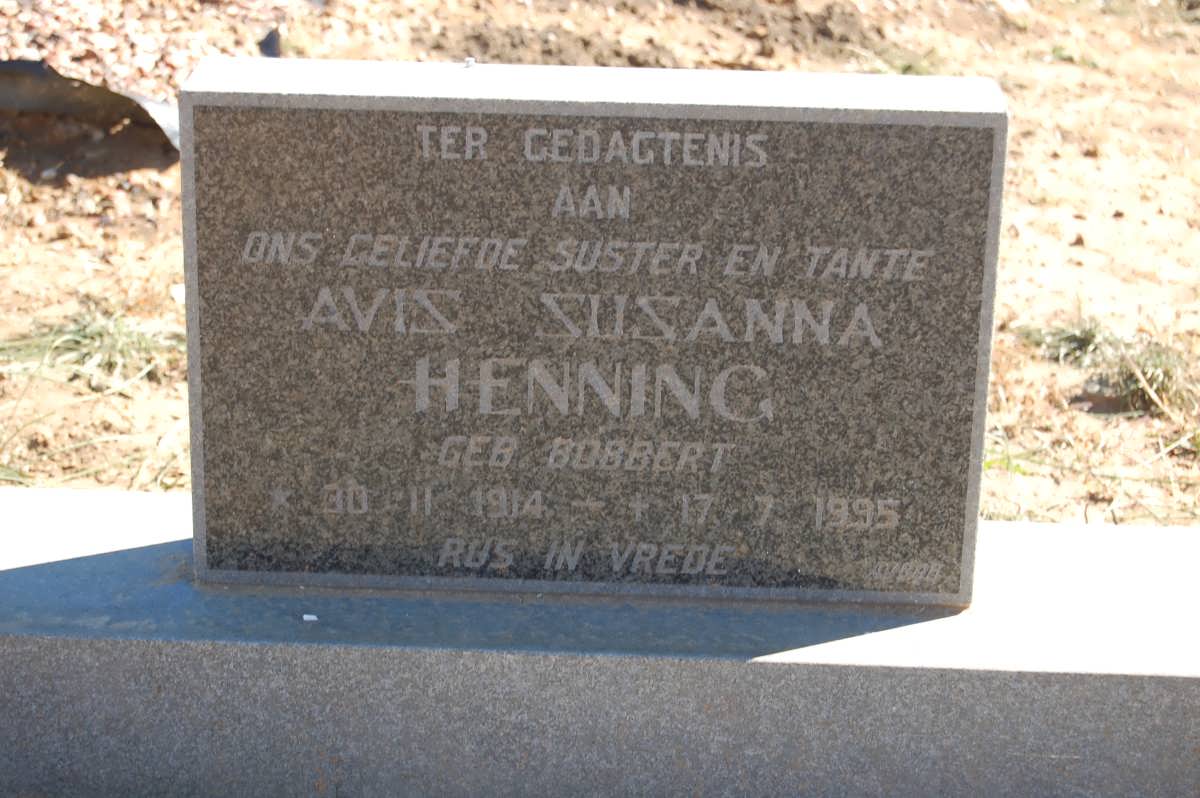 TER GEDAGTENIS
AAN
ONS GELIEFDE SUSTER EN TANTE
AVIS SUSANNA
HENNING
GEB BOBBERT
* 30 11 1914 - + 17 7 1995
RUS IN VREDE